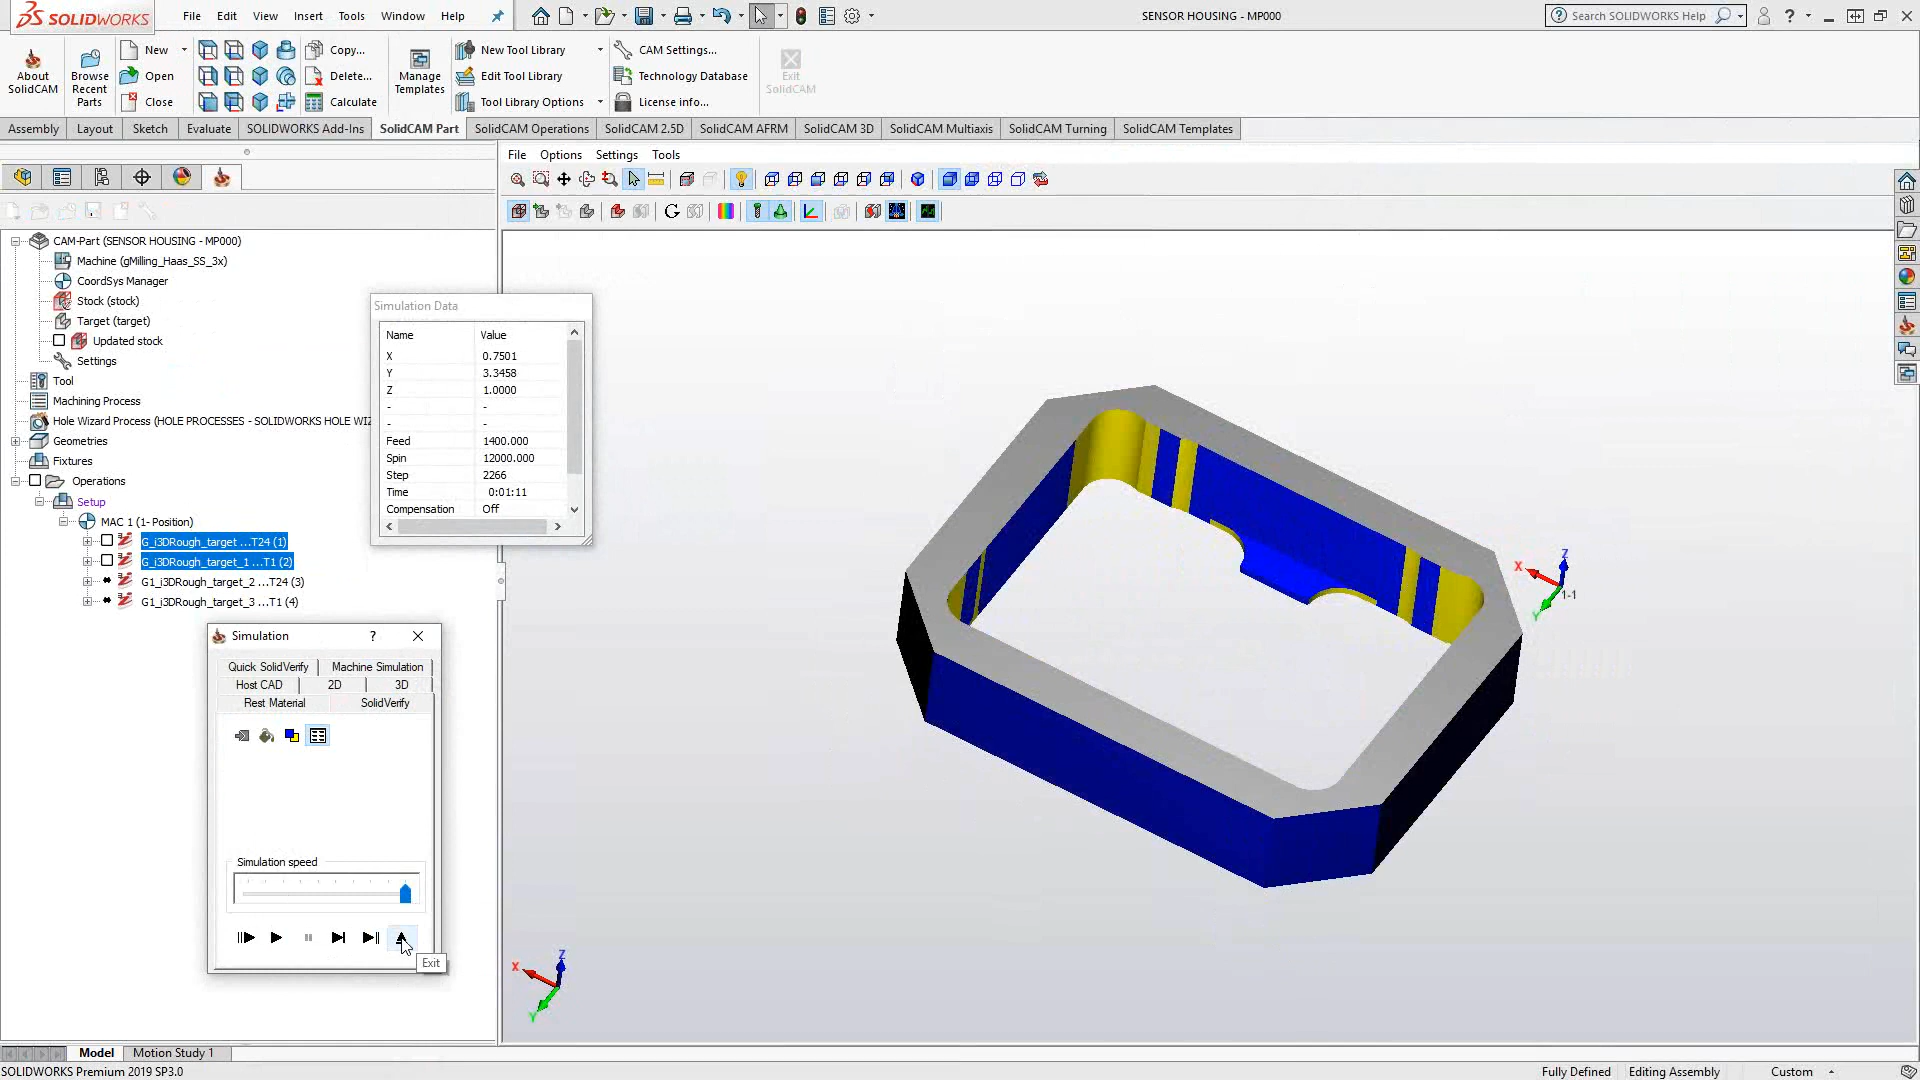 SOLIDWORKS
File Edit View Insert Tools Window Help
SENSOR HOUSING - MP000
Search SOLIDWORKS Help
About SolidCAM
Browse Recent Parts
New
Open
Close
Copy...
Delete...
Calculate
Manage Templates
New Tool Library
Edit Tool Library
Tool Library Options
CAM Settings...
Technology Database
License info...
Exit SolidCAM
Assembly Layout Sketch Evaluate SOLIDWORKS Add-Ins SolidCAM Part SolidCAM Operations SolidCAM 2.5D SolidCAM AFRM SolidCAM 3D SolidCAM Multiaxis SolidCAM Turning SolidCAM Templates
File Options Settings Tools
CAM-Part (SENSOR HOUSING - MP000)
Machine (gMilling_Haas_SS_3x)
CoordSys Manager
Stock (stock)
Target (target)
Updated stock
Settings
Tool
Machining Process
Hole Wizard Process (HOLE PROCESSES - SOLIDWORKS HOLE WIZ
Geometries
Fixtures
Operations
Setup
MAC 1 (1- Position)
G_i3DRough_target ...T24 (1)
G_i3DRough_target_1 ...T1 (2)
G1_i3DRough_target_2 ...T24 (3)
G1_i3DRough_target_3 ...T1 (4)
Simulation Data
Name Value
X 0.7501
Y 3.3458
Z 1.0000
- -
- -
Feed 1400.000
Spin 12000.000
Step 2266
Time 0:01:11
Compensation Off
Simulation ?
Quick SolidVerify Machine Simulation
Host CAD 2D 3D
Rest Material SolidVerify
Simulation speed
Exit
X Z Y 1-1
X Z Y
Model Motion Study 1
SOLIDWORKS Premium 2019 SP3.0
Fully Defined Editing Assembly Custom